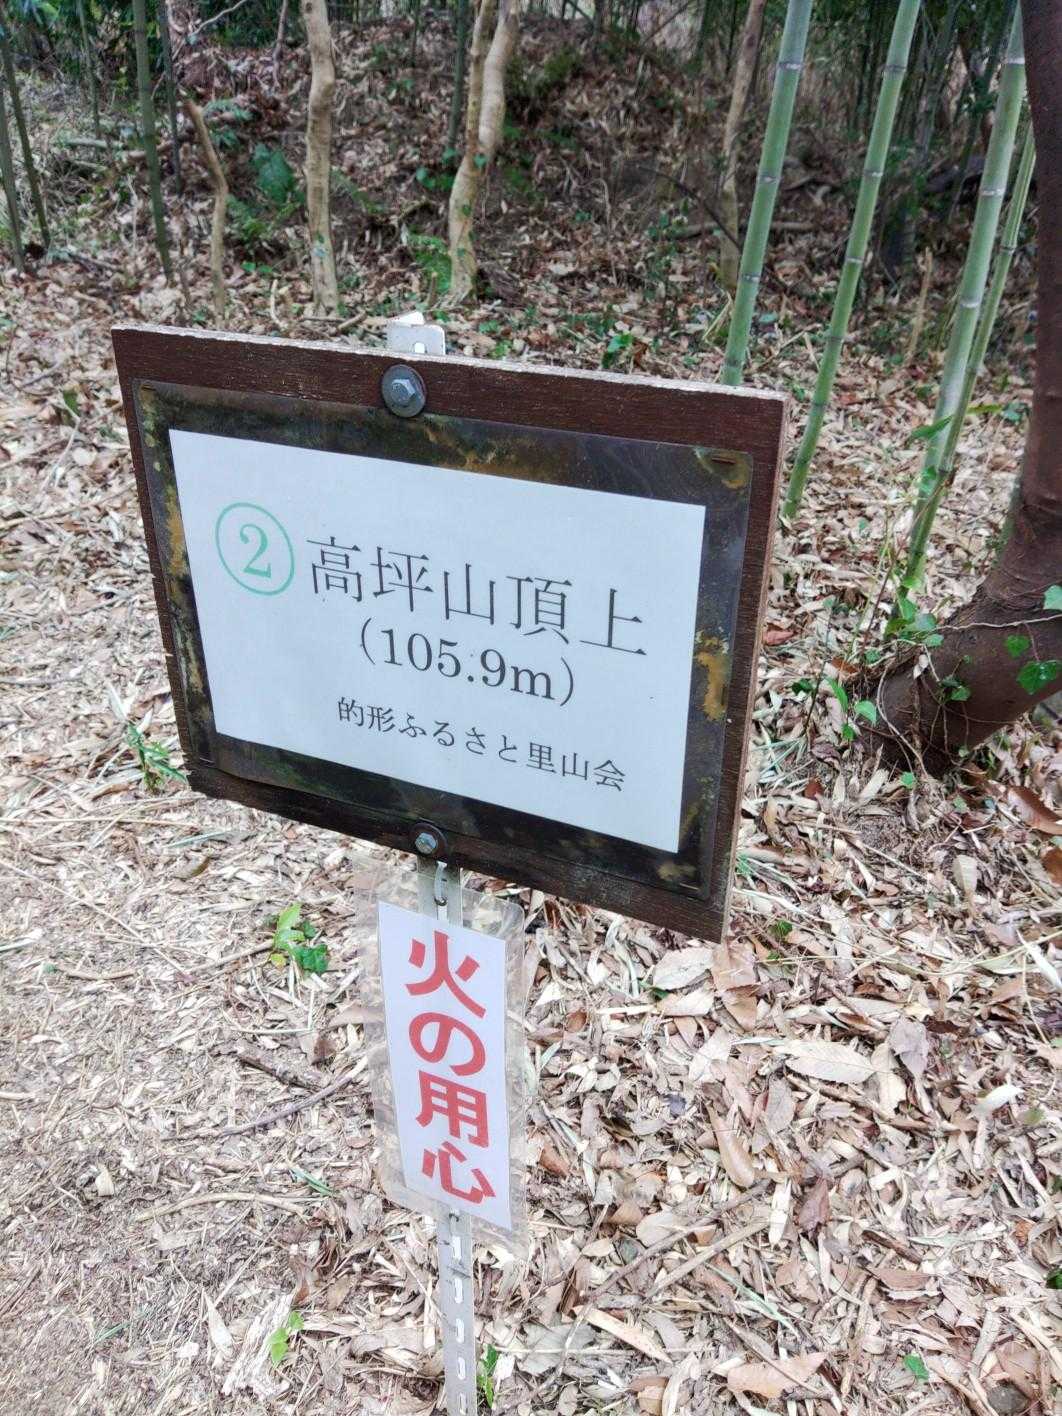 ② 高坪山頂上
(105.9m)
的形ふるさと里山会
火の用心